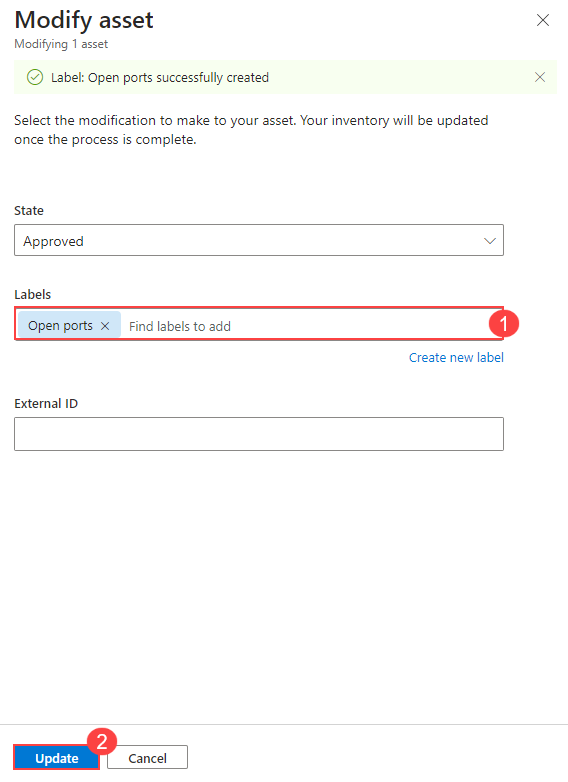 Modify asset
Modifying 1 asset
Label: Open ports successfully created
Select the modification to make to your asset. Your inventory will be updated
once the process is complete.
State
Approved
Labels
Open ports Find labels to add 1
Create new label
External ID
2
Update Cancel